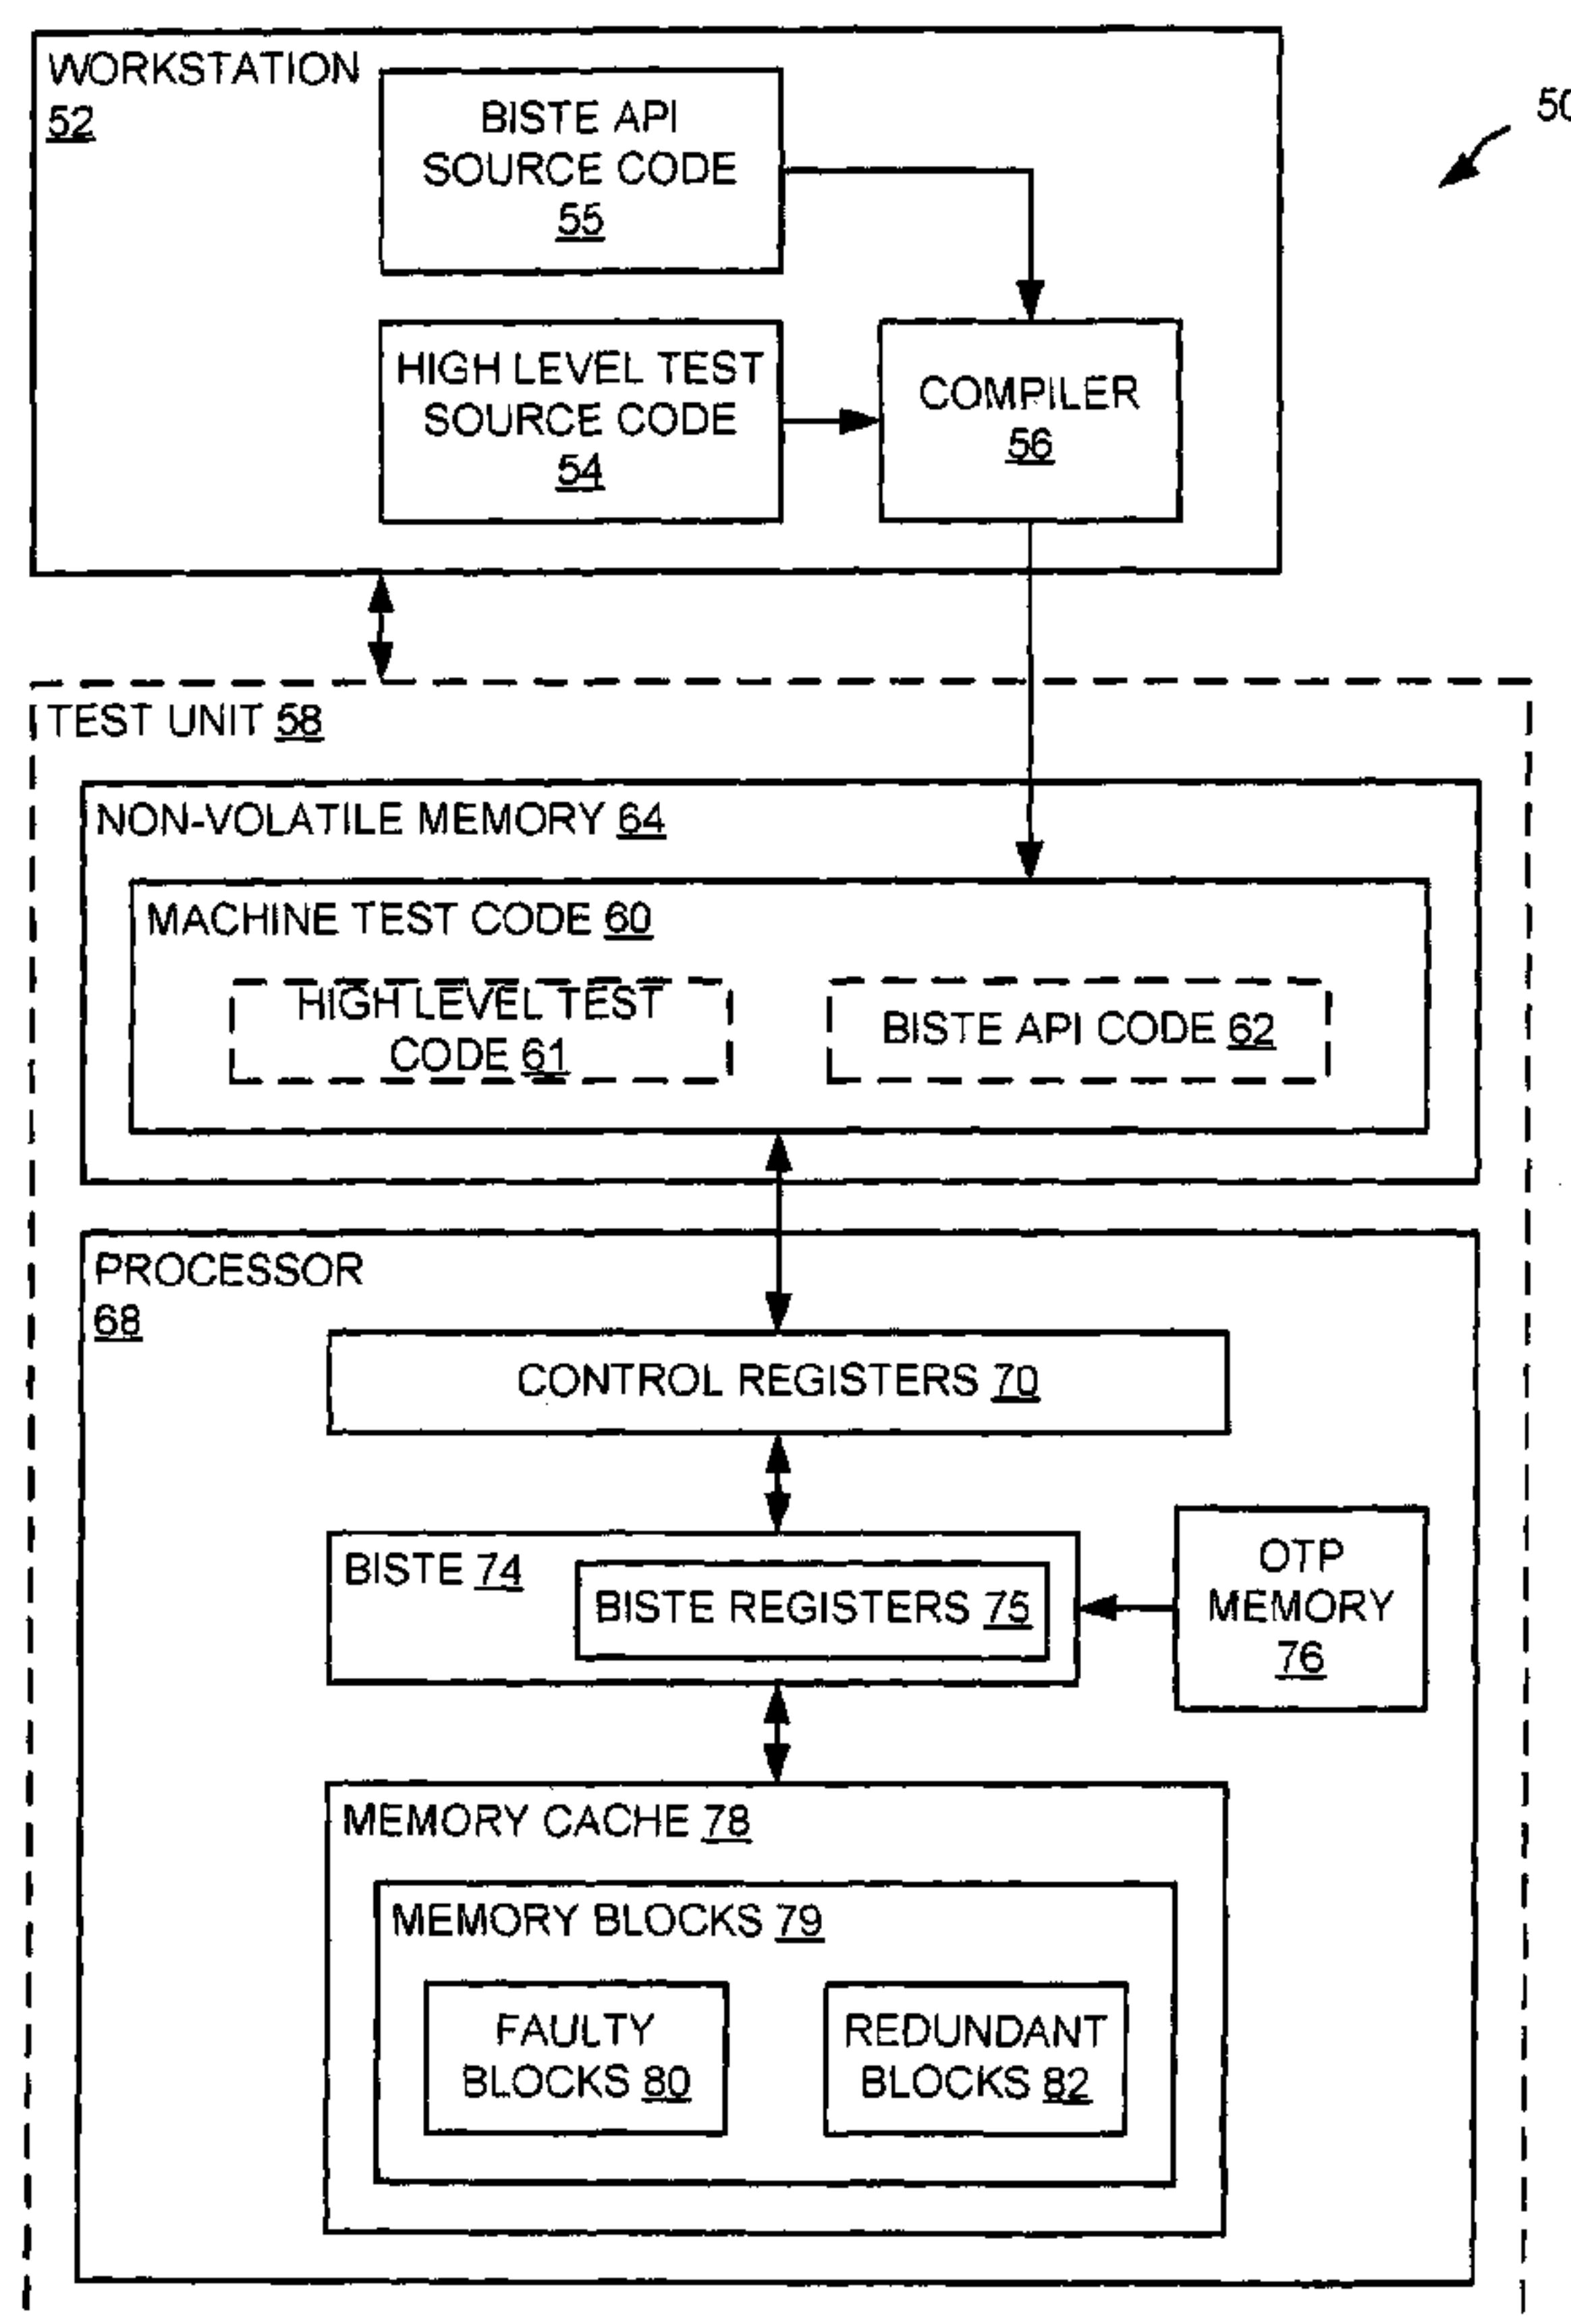 WORKSTATION
52
50
BISTE API
SOURCE CODE
55
HIGH LEVEL TEST
SOURCE CODE
54
COMPILER
56
TEST UNIT 58
NON-VOLATILE MEMORY 64
MACHINE TEST CODE 60
HIGH LEVEL TEST
CODE 61
BISTE API CODE 62
PROCESSOR
68
CONTROL REGISTERS 70
BISTE 74
BISTE REGISTERS 75
OTP
MEMORY
76
MEMORY CACHE 78
MEMORY BLOCKS 79
FAULTY
BLOCKS 80
REDUNDANT
BLOCKS 82